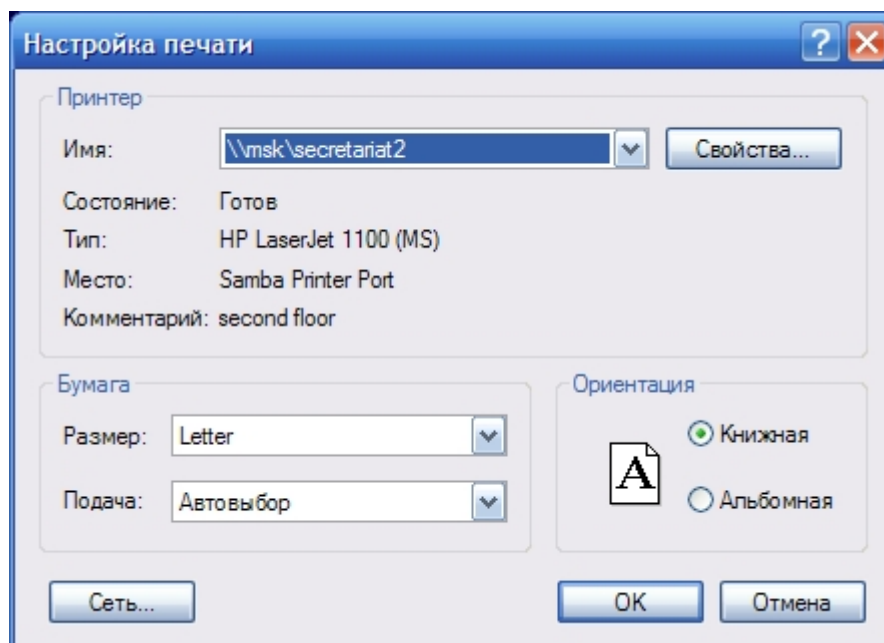 Настройка печати
Принтер
Имя: \\msk\secretariat2 Свойства...
Состояние: Готов
Тип: HP LaserJet 1100 (MS)
Место: Samba Printer Port
Комментарий: second floor
Бумага
Размер: Letter
Подача: Автовыбор
Ориентация
A
Книжная
Альбомная
Сеть... OK Отмена